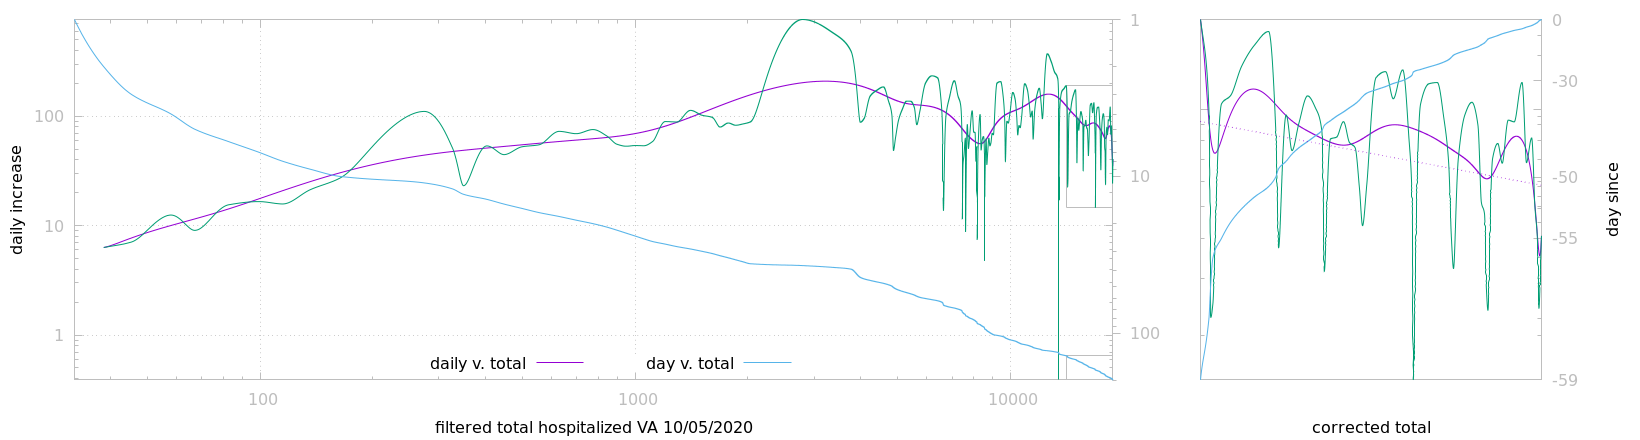 daily increase
100
10
1
100
1000
10000
filtered total hospitalized VA 10/05/2020
daily v. total
day v. total
1
10
100
0
-30
-50
-55
-59
day since
corrected total